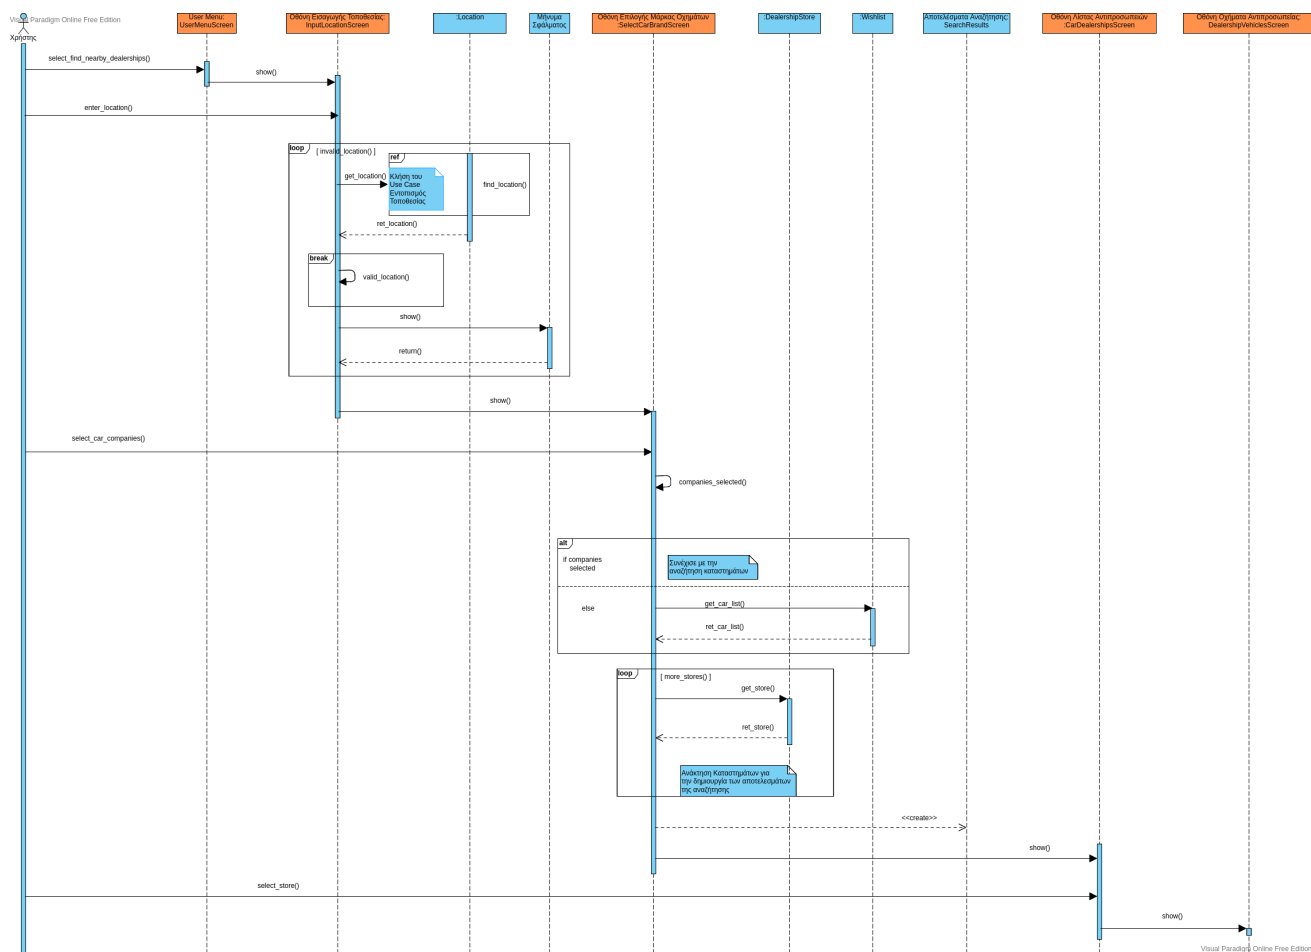 Visual Paradigm Online Free Edition
Χρήστης
User Menu:
UserMenuScreen
Οθόνη Εισαγωγής Τοποθεσίας:
InputLocationScreen
:Location
Μήνυμα
Σφάλματος
Οθόνη Επιλογής Μάρκας Οχημάτων
:SelectCarBrandScreen
:DealershipStore
:Wishlist
Αποτελέσματα Αναζήτησης:
SearchResults
Οθόνη Λίστας Αντιπροσωπειών
:CarDealershipsScreen
Οθόνη Οχήματα Αντιπροσωπείας:
DealershipVehiclesScreen
select_find_nearby_dealerships()
show()
enter_location()
loop
[ invalid_location() ]
ref
get_location()
Κλήση του
Use Case
Εντοπισμός
Τοποθεσίας
find_location()
ret_location()
break
valid_location()
show()
return()
show()
select_car_companies()
companies_selected()
alt
if companies
selected
Συνέχισε με την
αναζήτηση καταστημάτων
else
get_car_list()
ret_car_list()
loop
[ more_stores() ]
get_store()
ret_store()
Ανάκτηση Καταστημάτων για
την δημιουργία των αποτελεσμάτων
της αναζήτησης
<<create>>
show()
select_store()
show()
Visual Paradigm Online Free Edition